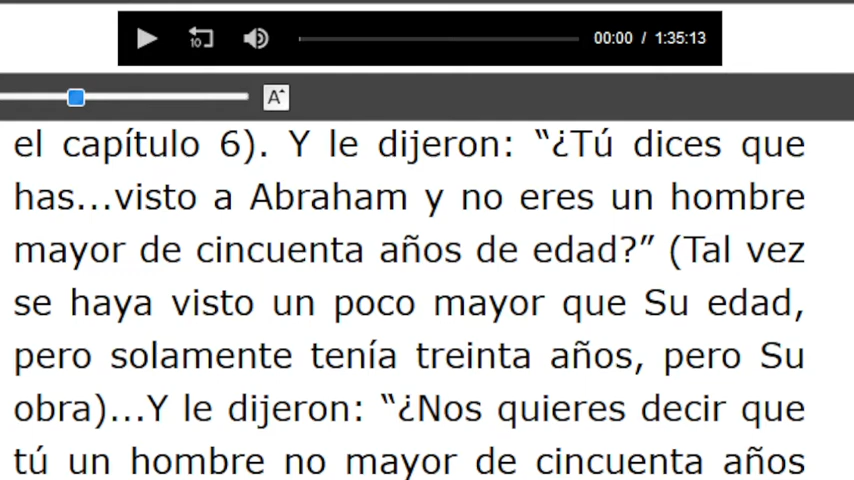 10
00:00 / 1:35:13
A
el capítulo 6). Y le dijeron: “¿Tú dices que
has...visto a Abraham y no eres un hombre
mayor de cincuenta años de edad?” (Tal vez
se haya visto un poco mayor que Su edad,
pero solamente tenía treinta años, pero Su
obra)...Y le dijeron: “¿Nos quieres decir que
tú un hombre no mayor de cincuenta años